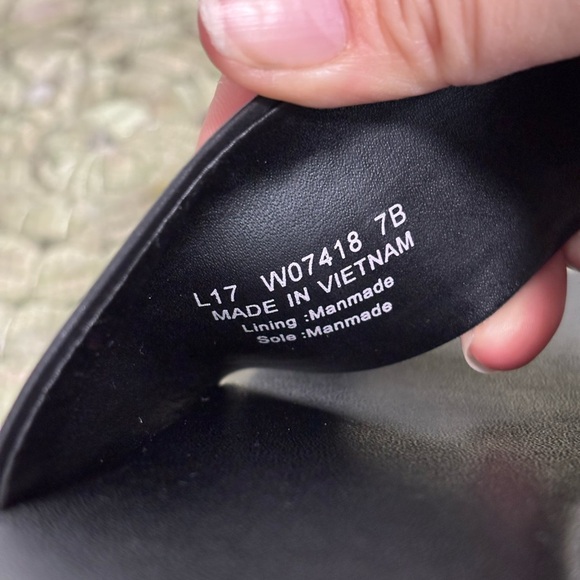 L17 W07418 7B
MADE IN VIETNAM
Lining :Manmade
Sole :Manmade